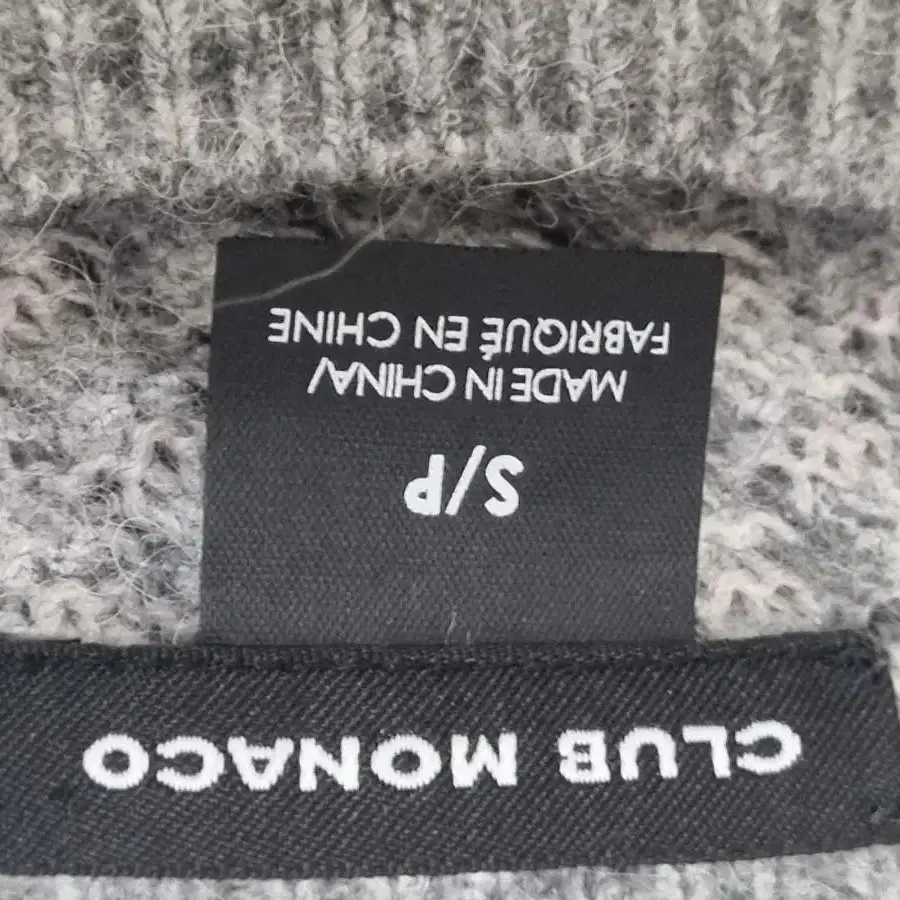 CLUB MONACO
S/P
MADE IN CHINA/
FABRIQUÉ EN CHINE